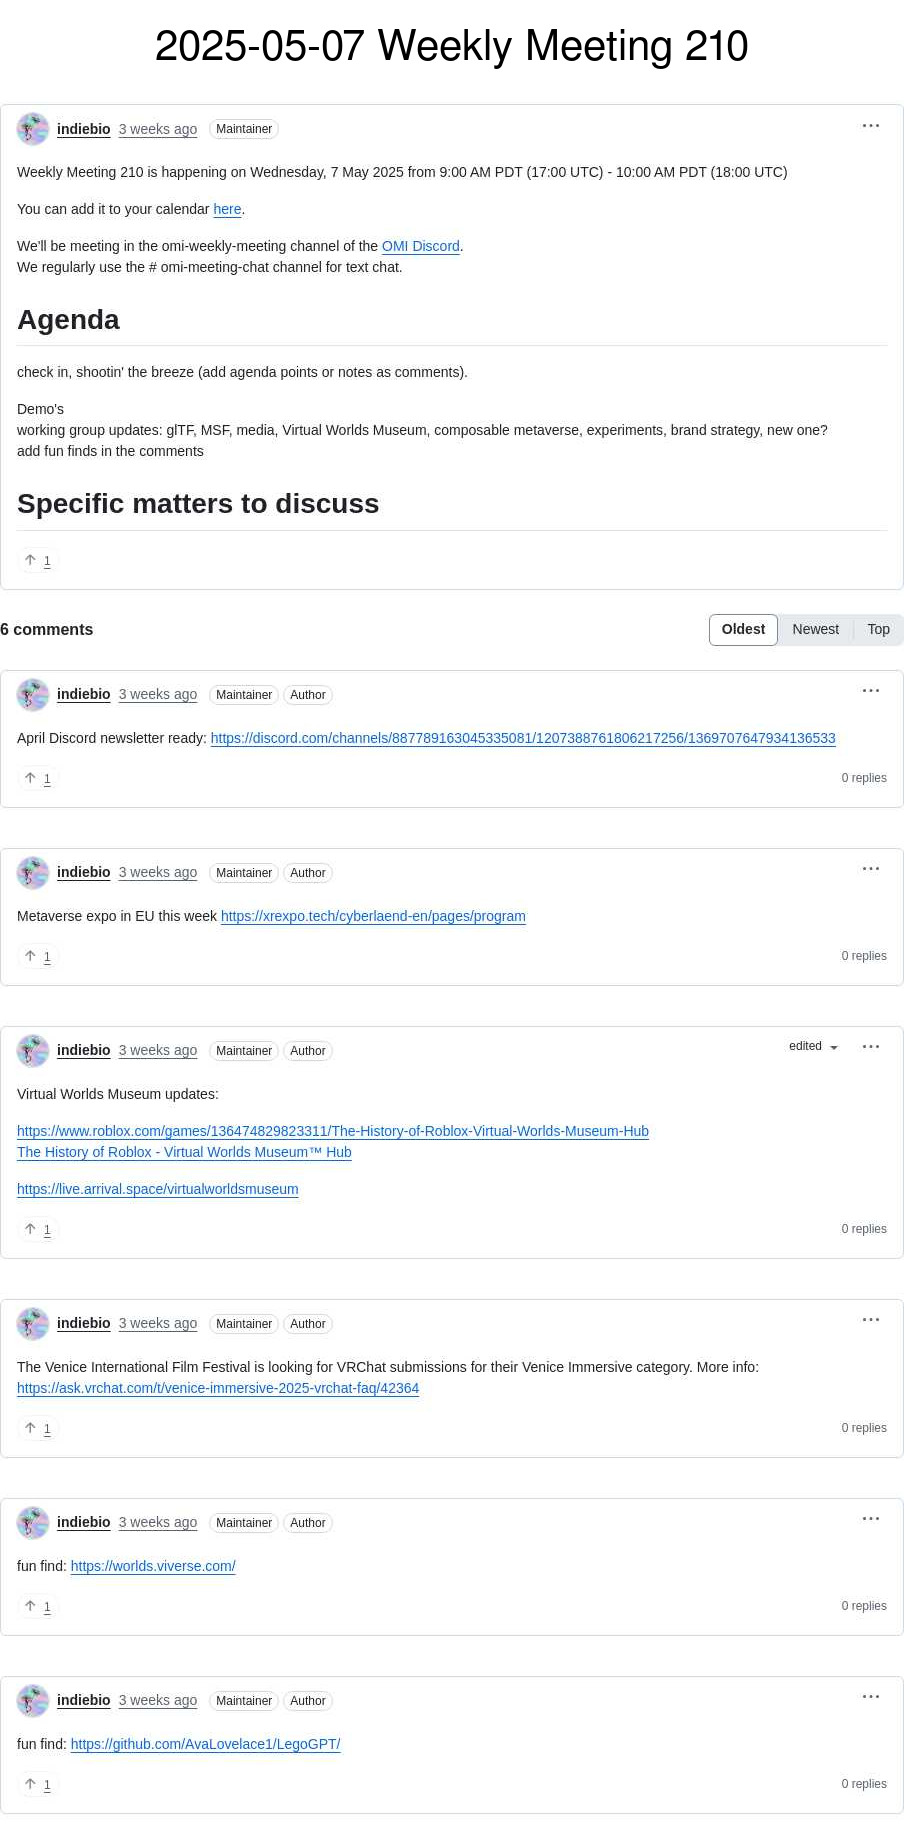 2025-05-07 Weekly Meeting 210
indiebio 3 weeks ago Maintainer
Weekly Meeting 210 is happening on Wednesday, 7 May 2025 from 9:00 AM PDT (17:00 UTC) - 10:00 AM PDT (18:00 UTC)
You can add it to your calendar here.
We'll be meeting in the omi-weekly-meeting channel of the OMI Discord.
We regularly use the # omi-meeting-chat channel for text chat.
Agenda
check in, shootin' the breeze (add agenda points or notes as comments).
Demo's
working group updates: glTF, MSF, media, Virtual Worlds Museum, composable metaverse, experiments, brand strategy, new one?
add fun finds in the comments
Specific matters to discuss
1
6 comments Oldest Newest Top
indiebio 3 weeks ago Maintainer Author
April Discord newsletter ready: https://discord.com/channels/887789163045335081/1207388761806217256/1369707647934136533
1 0 replies
indiebio 3 weeks ago Maintainer Author
Metaverse expo in EU this week https://xrexpo.tech/cyberlaend-en/pages/program
1 0 replies
indiebio 3 weeks ago Maintainer Author edited
Virtual Worlds Museum updates:
https://www.roblox.com/games/136474829823311/The-History-of-Roblox-Virtual-Worlds-Museum-Hub
The History of Roblox - Virtual Worlds Museum™ Hub
https://live.arrival.space/virtualworldsmuseum
1 0 replies
indiebio 3 weeks ago Maintainer Author
The Venice International Film Festival is looking for VRChat submissions for their Venice Immersive category. More info:
https://ask.vrchat.com/t/venice-immersive-2025-vrchat-faq/42364
1 0 replies
indiebio 3 weeks ago Maintainer Author
fun find: https://worlds.viverse.com/
1 0 replies
indiebio 3 weeks ago Maintainer Author
fun find: https://github.com/AvaLovelace1/LegoGPT/
1 0 replies